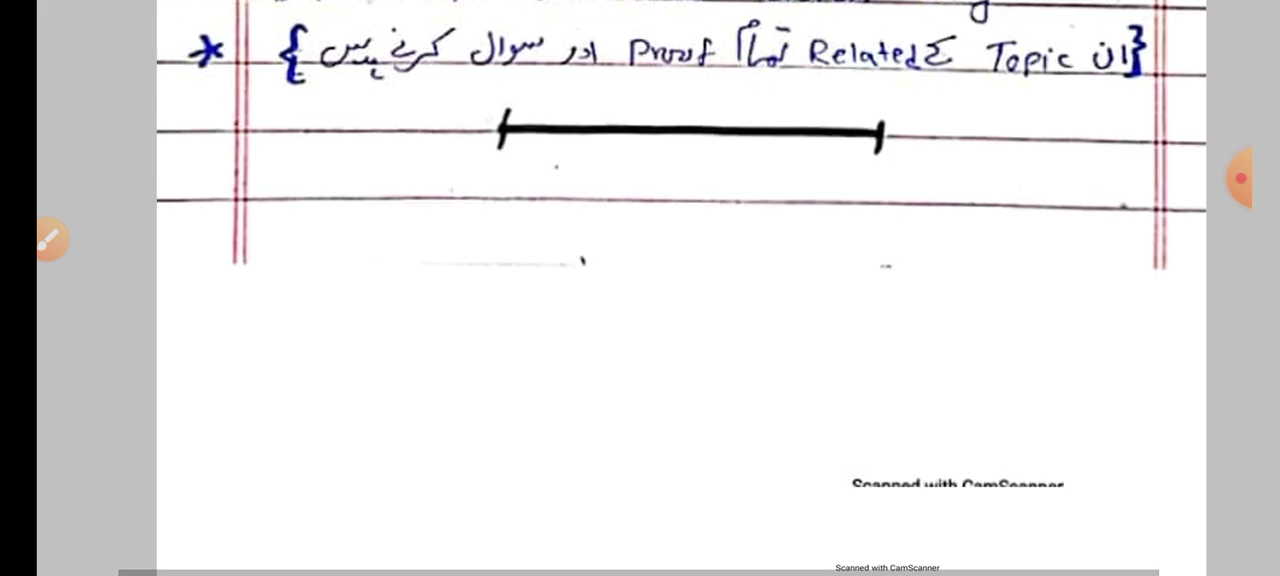 * {ان Topic کے Related تمام Proof اور سوال کرنے ہیں}
Scanned with CamScanner
Scanned with CamScanner